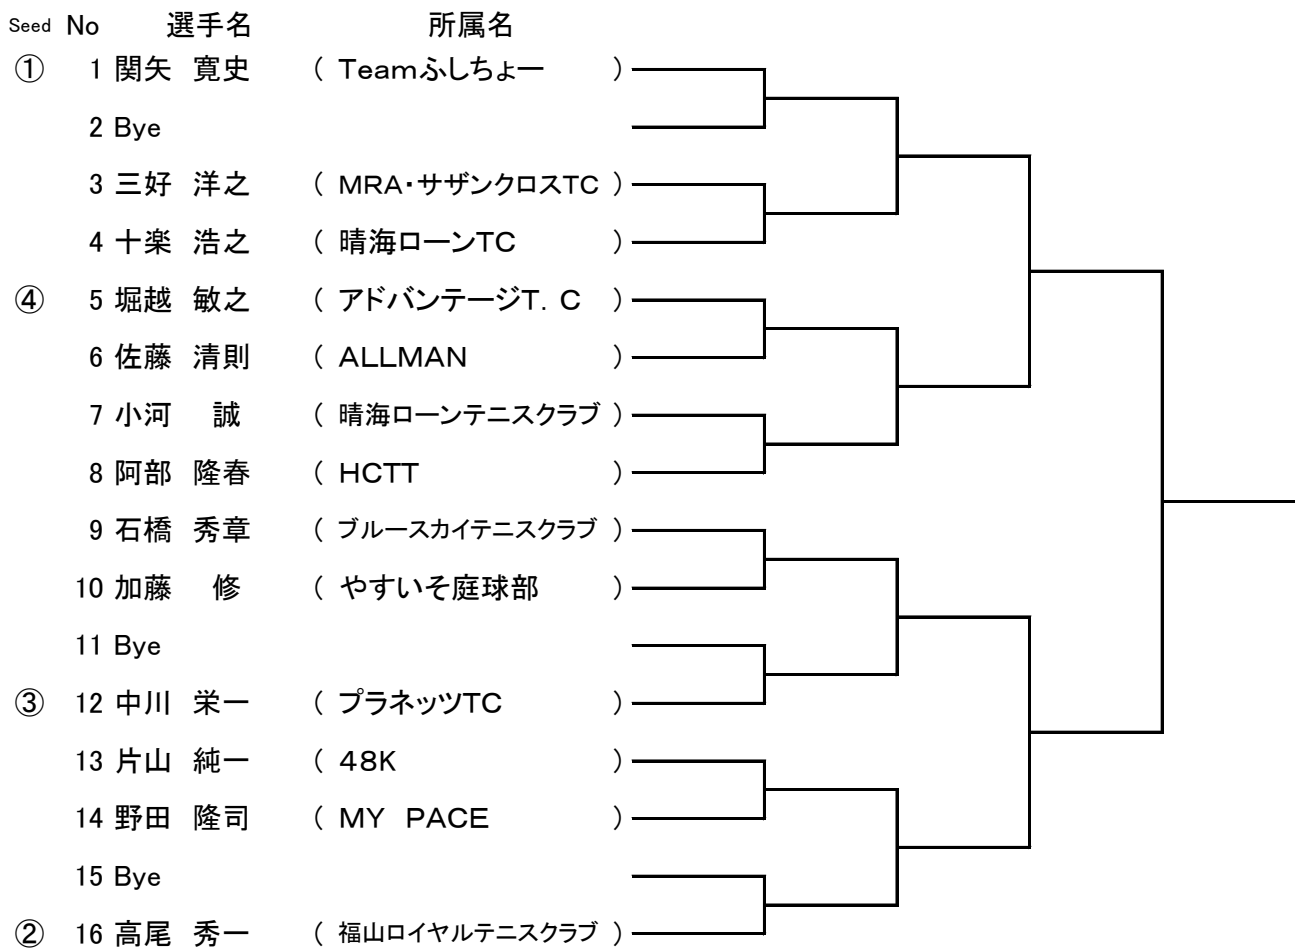 Seed No 選手名 所属名
① 1 関矢 寛史 ( Teamふしちょー )
2 Bye
3 三好 洋之 ( MRA・サザンクロスTC )
4 十楽 浩之 ( 晴海ローンTC )
④ 5 堀越 敏之 ( アドバンテージT．C )
6 佐藤 清則 ( ALLMAN )
7 小河 誠 ( 晴海ローンテニスクラブ )
8 阿部 隆春 ( HCTT )
9 石橋 秀章 ( ブルースカイテニスクラブ )
10 加藤 修 ( やすいそ庭球部 )
11 Bye
③ 12 中川 栄一 ( プラネッツTC )
13 片山 純一 ( 48K )
14 野田 隆司 ( MY PACE )
15 Bye
② 16 高尾 秀一 ( 福山ロイヤルテニスクラブ )